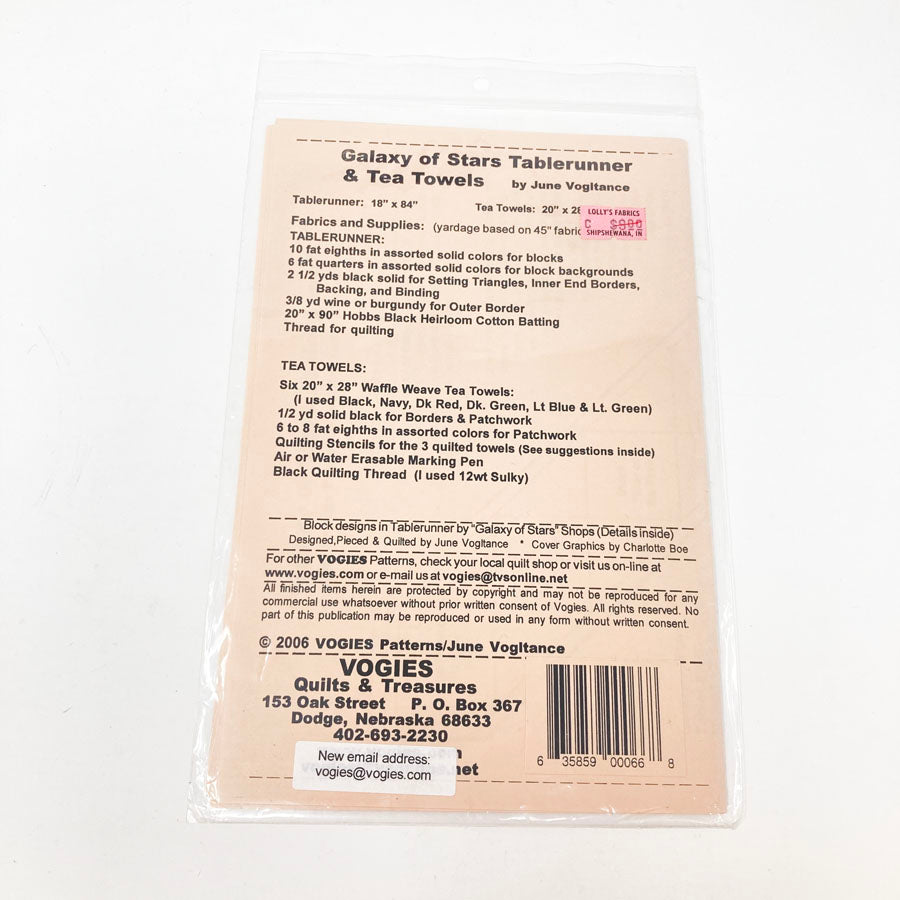 Galaxy of Stars Tablerunner
& Tea Towels by June Vogltance
Tablerunner: 18" x 84" Tea Towels: 20" x 28
LOLLY'S FABRICS
C $900
SHIPSHEWANA, IN
Fabrics and Supplies: (yardage based on 45" fabric
TABLERUNNER:
10 fat eighths in assorted solid colors for blocks
6 fat quarters in assorted solid colors for block backgrounds
2 1/2 yds black solid for Setting Triangles, Inner End Borders,
Backing, and Binding
3/8 yd wine or burgundy for Outer Border
20" x 90" Hobbs Black Heirloom Cotton Batting
Thread for quilting
TEA TOWELS:
Six 20" x 28" Waffle Weave Tea Towels:
(I used Black, Navy, Dk Red, Dk. Green, Lt Blue & Lt. Green)
1/2 yd solid black for Borders & Patchwork
6 to 8 fat eighths in assorted colors for Patchwork
Quilting Stencils for the 3 quilted towels (See suggestions inside)
Air or Water Erasable Marking Pen
Black Quilting Thread (I used 12wt Sulky)
Block designs in Tablerunner by "Galaxy of Stars" Shops (Details inside)
Designed,Pieced & Quilted by June Vogltance * Cover Graphics by Charlotte Boe
For other VOGIES Patterns, check your local quilt shop or visit us on-line at
www.vogies.com or e-mail us at vogies@tvsonline.net
All finished items herein are protected by copyright and may not be reproduced for any
commercial use whatsoever without prior written consent of Vogies. All rights reserved. No
part of this publication may be reproduced or used in any form without written consent.
© 2006 VOGIES Patterns/June Vogltance
VOGIES
Quilts & Treasures
153 Oak Street P. O. Box 367
Dodge, Nebraska 68633
402-693-2230
New email address:
vogies@vogies.com
.net
6 35859 00066 8